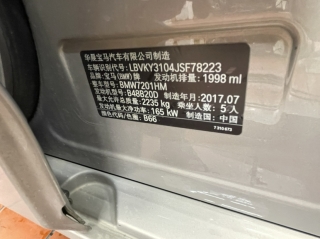 华晨宝马汽车有限公司制造
车辆识别代号: LBVKY3104JSF78223
品牌: 宝马(BMW)牌 发动机排量: 1998 ml
型号: BMW7201HM
发动机型号: B48B20D 制造年月: 2017.07
最大允许总质量: 2235 kg 乘坐人数: 5 人
发动机最大净功率: 165 kW 制造国: 中国
颜色代码/色圈: B66
7 310 073